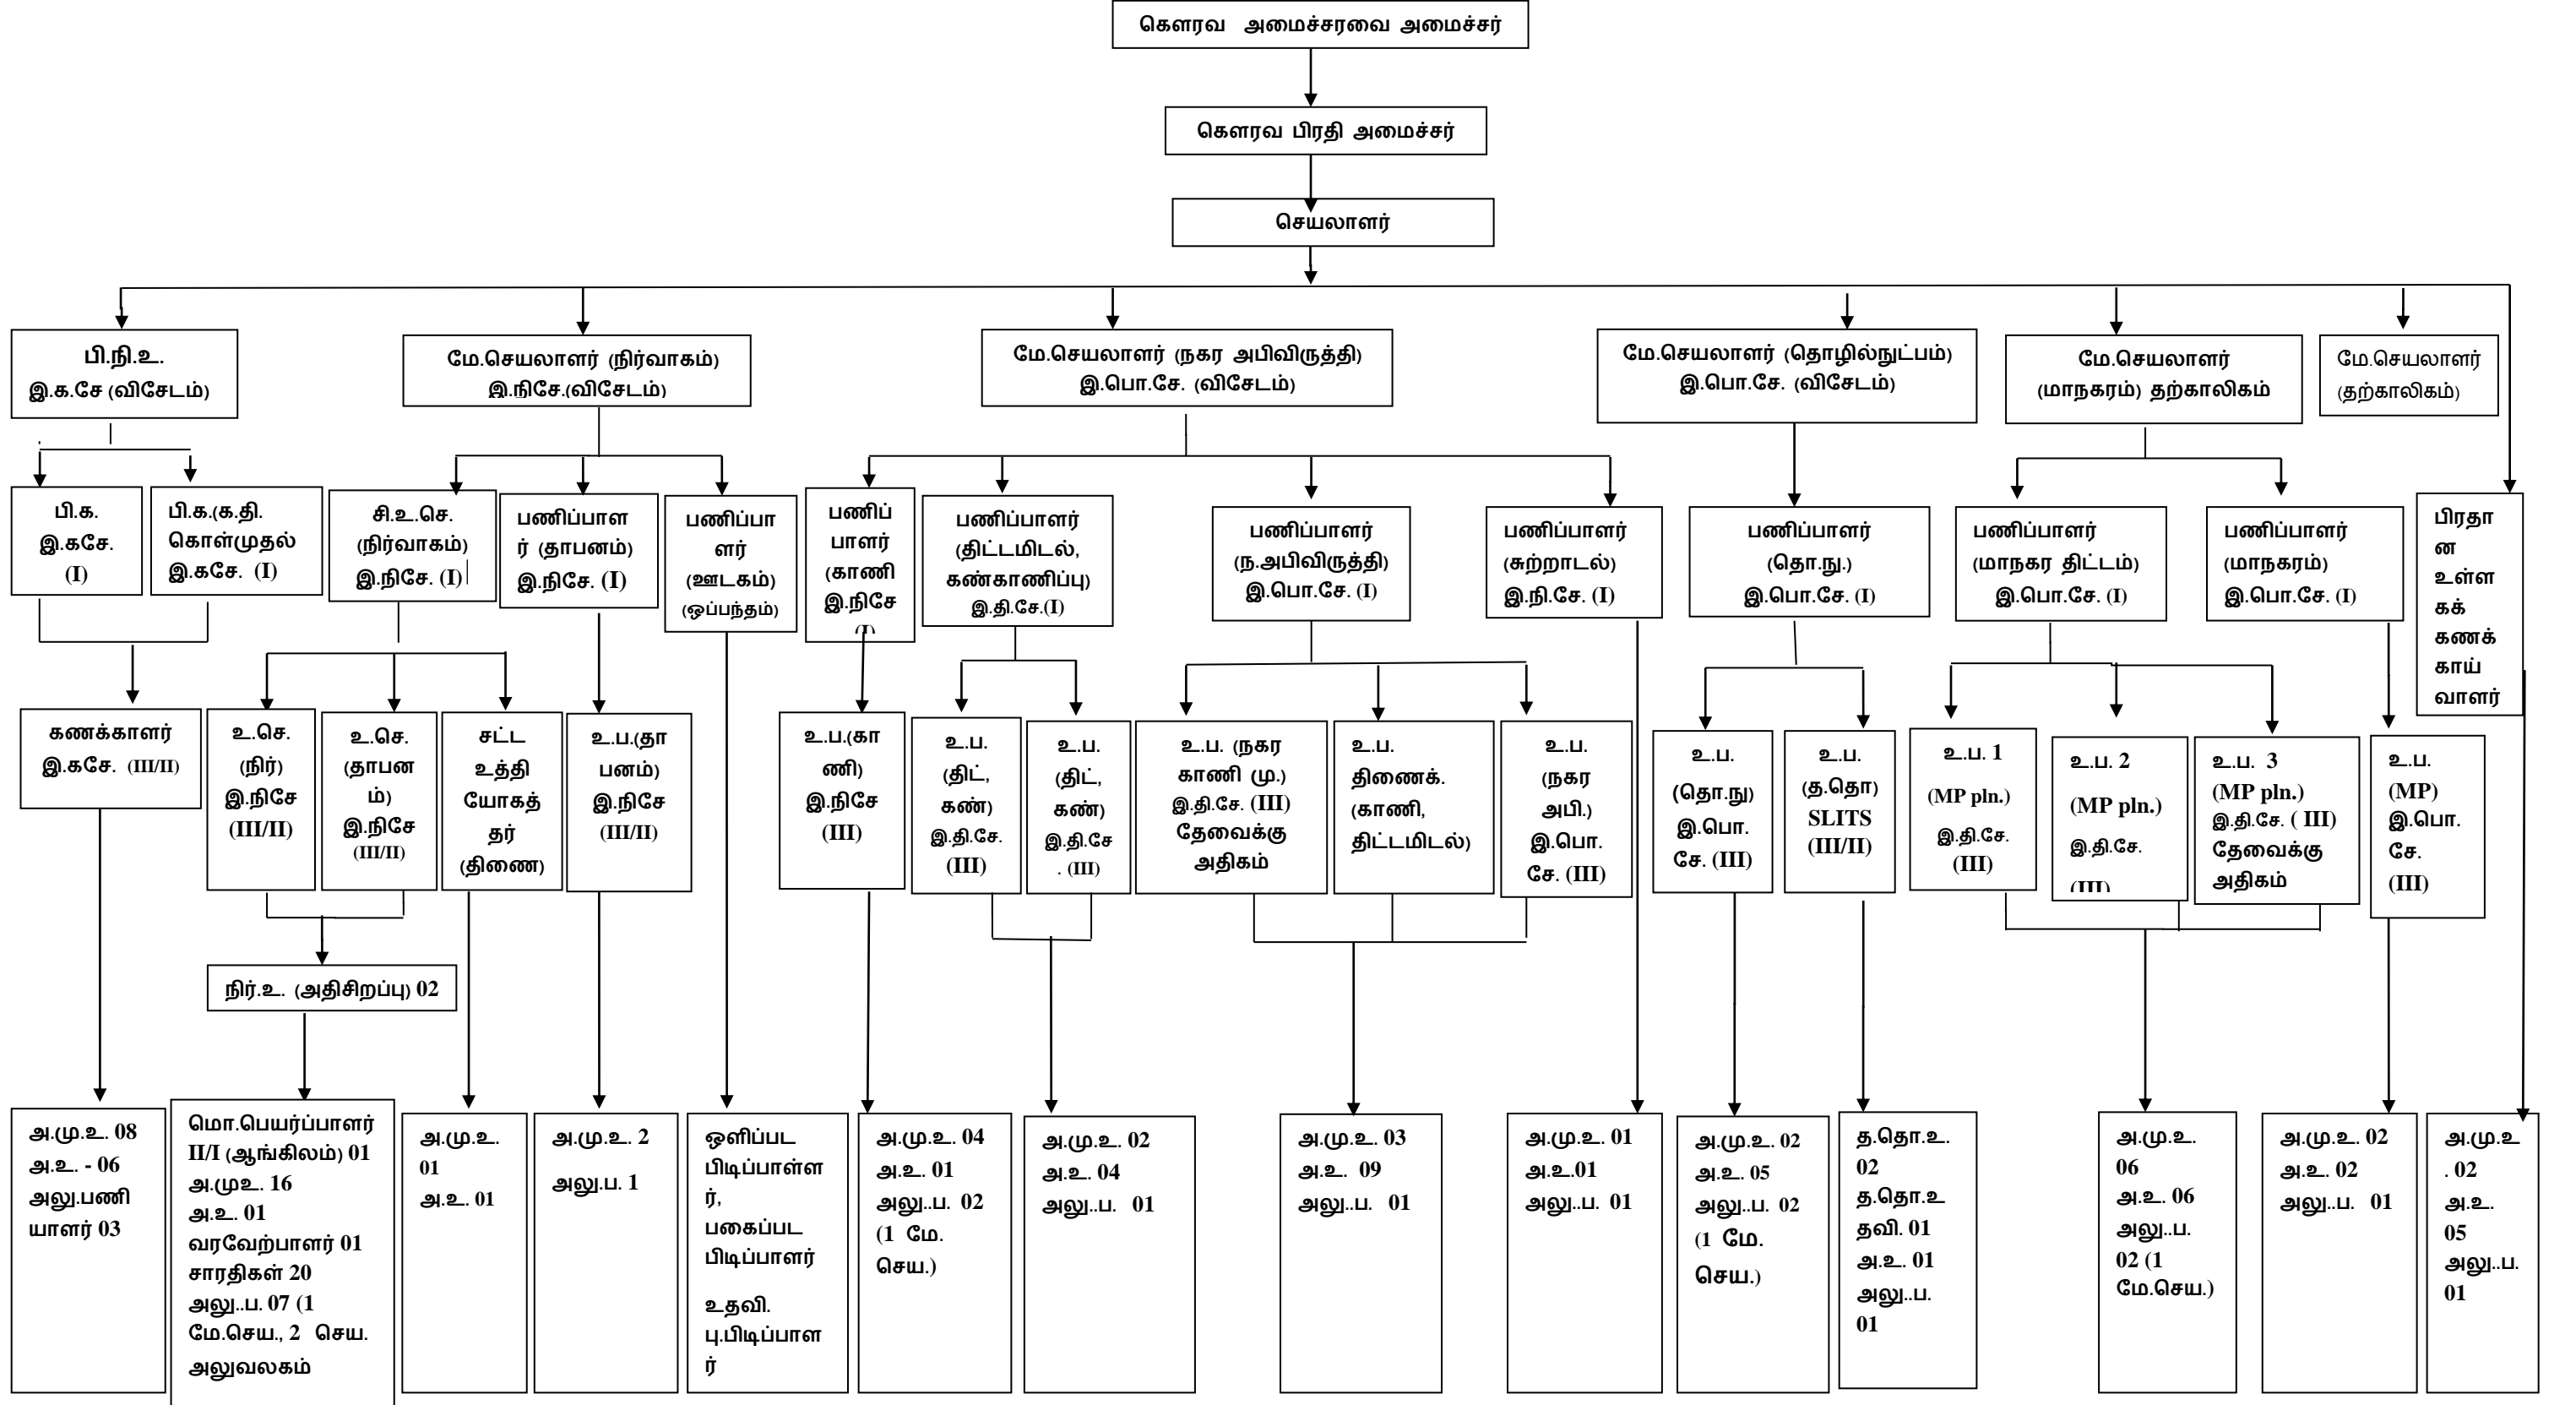 கௌரவ அமைச்சரவை அமைச்சர்
கௌரவ பிரதி அமைச்சர்
செயலாளர்
பி.நி.உ.
இ.க.சே (விசேடம்)
மே.செயலாளர் (நிர்வாகம்)
இ.நிசே.(விசேடம்)
மே.செயலாளர் (நகர அபிவிருத்தி)
இ.பொ.சே. (விசேடம்)
மே.செயலாளர் (தொழில்நுட்பம்)
இ.பொ.சே. (விசேடம்)
மே.செயலாளர்
(மாநகரம்) தற்காலிகம்
மே.செயலாளர்
(தற்காலிகம்)
பி.க.
இ.கசே.
(I)
பி.க.(க.தி.
கொள்முதல்
இ.கசே. (I)
சி.உ.செ.
(நிர்வாகம்)
இ.நிசே. (I)
பணிப்பாள
ர் (தாபனம்)
இ.நிசே. (I)
பணிப்பா
ளர்
(ஊடகம்)
(ஒப்பந்தம்)
பணிப்
பாளர்
(காணி
இ.நிசே
(I)
பணிப்பாளர்
(திட்டமிடல்,
கண்காணிப்பு)
இ.தி.சே.(I)
பணிப்பாளர்
(ந.அபிவிருத்தி)
இ.பொ.சே. (I)
பணிப்பாளர்
(சுற்றாடல்)
இ.நி.சே. (I)
பணிப்பாளர்
(தொ.நு.)
இ.பொ.சே. (I)
பணிப்பாளர்
(மாநகர திட்டம்)
இ.பொ.சே. (I)
பணிப்பாளர்
(மாநகரம்)
இ.பொ.சே. (I)
பிரதா
ன
உள்ள
கக்
கணக்
காய்
வாளர்
கணக்காளர்
இ.கசே. (III/II)
உ.செ.
(நிர்)
இ.நிசே
(III/II)
உ.செ.
(தாபன
ம்)
இ.நிசே
(III/II)
சட்ட
உத்தி
யோகத்
தர்
(திணை)
உ.ப.(தா
பனம்)
இ.நிசே
(III/II)
உ.ப.(கா
ணி)
இ.நிசே
(III)
உ.ப.
(திட்,
கண்)
இ.தி.சே.
(III)
உ.ப.
(திட்,
கண்)
இ.தி.சே
. (III)
உ.ப. (நகர
காணி மு.)
இ.தி.சே. (III)
தேவைக்கு
அதிகம்
உ.ப.
திணைக்.
(காணி,
திட்டமிடல்)
உ.ப.
(நகர
அபி.)
இ.பொ.
சே. (III)
உ.ப.
(தொ.நு)
இ.பொ.
சே. (III)
உ.ப.
(த.தொ)
SLITS
(III/II)
உ.ப. 1
(MP pln.)
இ.தி.சே.
(III)
உ.ப. 2
(MP pln.)
இ.தி.சே.
(III)
உ.ப. 3
(MP pln.)
இ.தி.சே. ( III)
தேவைக்கு
அதிகம்
உ.ப.
(MP)
இ.பொ.
சே.
(III)
நிர்.உ. (அதிசிறப்பு) 02
அ.மு.உ. 08
அ.உ. - 06
அலு.பணி
யாளர் 03
மொ.பெயர்ப்பாளர்
II/I (ஆங்கிலம்) 01
அ.முஉ. 16
அ.உ. 01
வரவேற்பாளர் 01
சாரதிகள் 20
அலு..ப. 07 (1
மே.செய., 2 செய.
அலுவலகம்
அ.மு.உ.
01
அ.உ. 01
அ.மு.உ. 2
அலு.ப. 1
ஒளிப்பட
பிடிப்பாள்ள
ர்,
பகைப்பட
பிடிப்பாளர்
உதவி.
பு.பிடிப்பாள
ர்
அ.மு.உ. 04
அ.உ. 01
அலு..ப. 02
(1 மே.
செய.)
அ.மு.உ. 02
அ.உ. 04
அலு..ப. 01
அ.மு.உ. 03
அ.உ. 09
அலு..ப. 01
அ.மு.உ. 01
அ.உ.01
அலு..ப. 01
அ.மு.உ. 02
அ.உ. 05
அலு..ப. 02
(1 மே.
செய.)
த.தொ.உ.
02
த.தொ.உ
தவி. 01
அ.உ. 01
அலு..ப.
01
அ.மு.உ.
06
அ.உ. 06
அலு..ப.
02 (1
மே.செய.)
அ.மு.உ. 02
அ.உ. 02
அலு..ப. 01
அ.மு.உ
. 02
அ.உ.
05
அலு..ப.
01